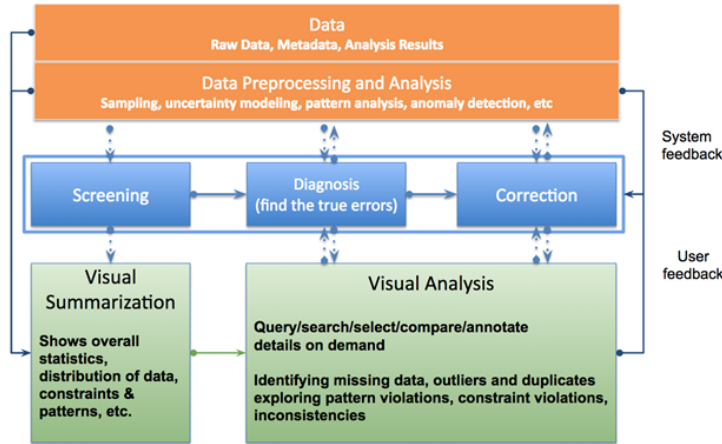 Data
Raw Data, Metadata, Analysis Results
Data Preprocessing and Analysis
Sampling, uncertainty modeling, pattern analysis, anomaly detection, etc
System
feedback
Screening
Diagnosis
(find the true errors)
Correction
User
feedback
Visual
Summarization
Shows overall
statistics,
distribution of data,
constraints &
patterns, etc.
Visual Analysis
Query/search/select/compare/annotate
details on demand
Identifying missing data, outliers and duplicates
exploring pattern violations, constraint violations,
inconsistencies